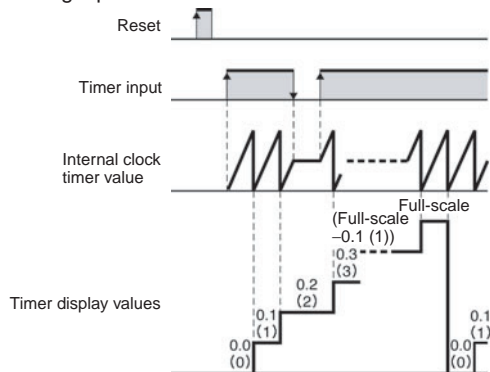 Reset
Timer input
Internal clock
timer value
Full-scale
(Full-scale
–0.1 (1))
0.3
(3)
0.2
(2)
Timer display values
0.1
(1)
0.1
(1)
0.0
(0)
0.0
(0)